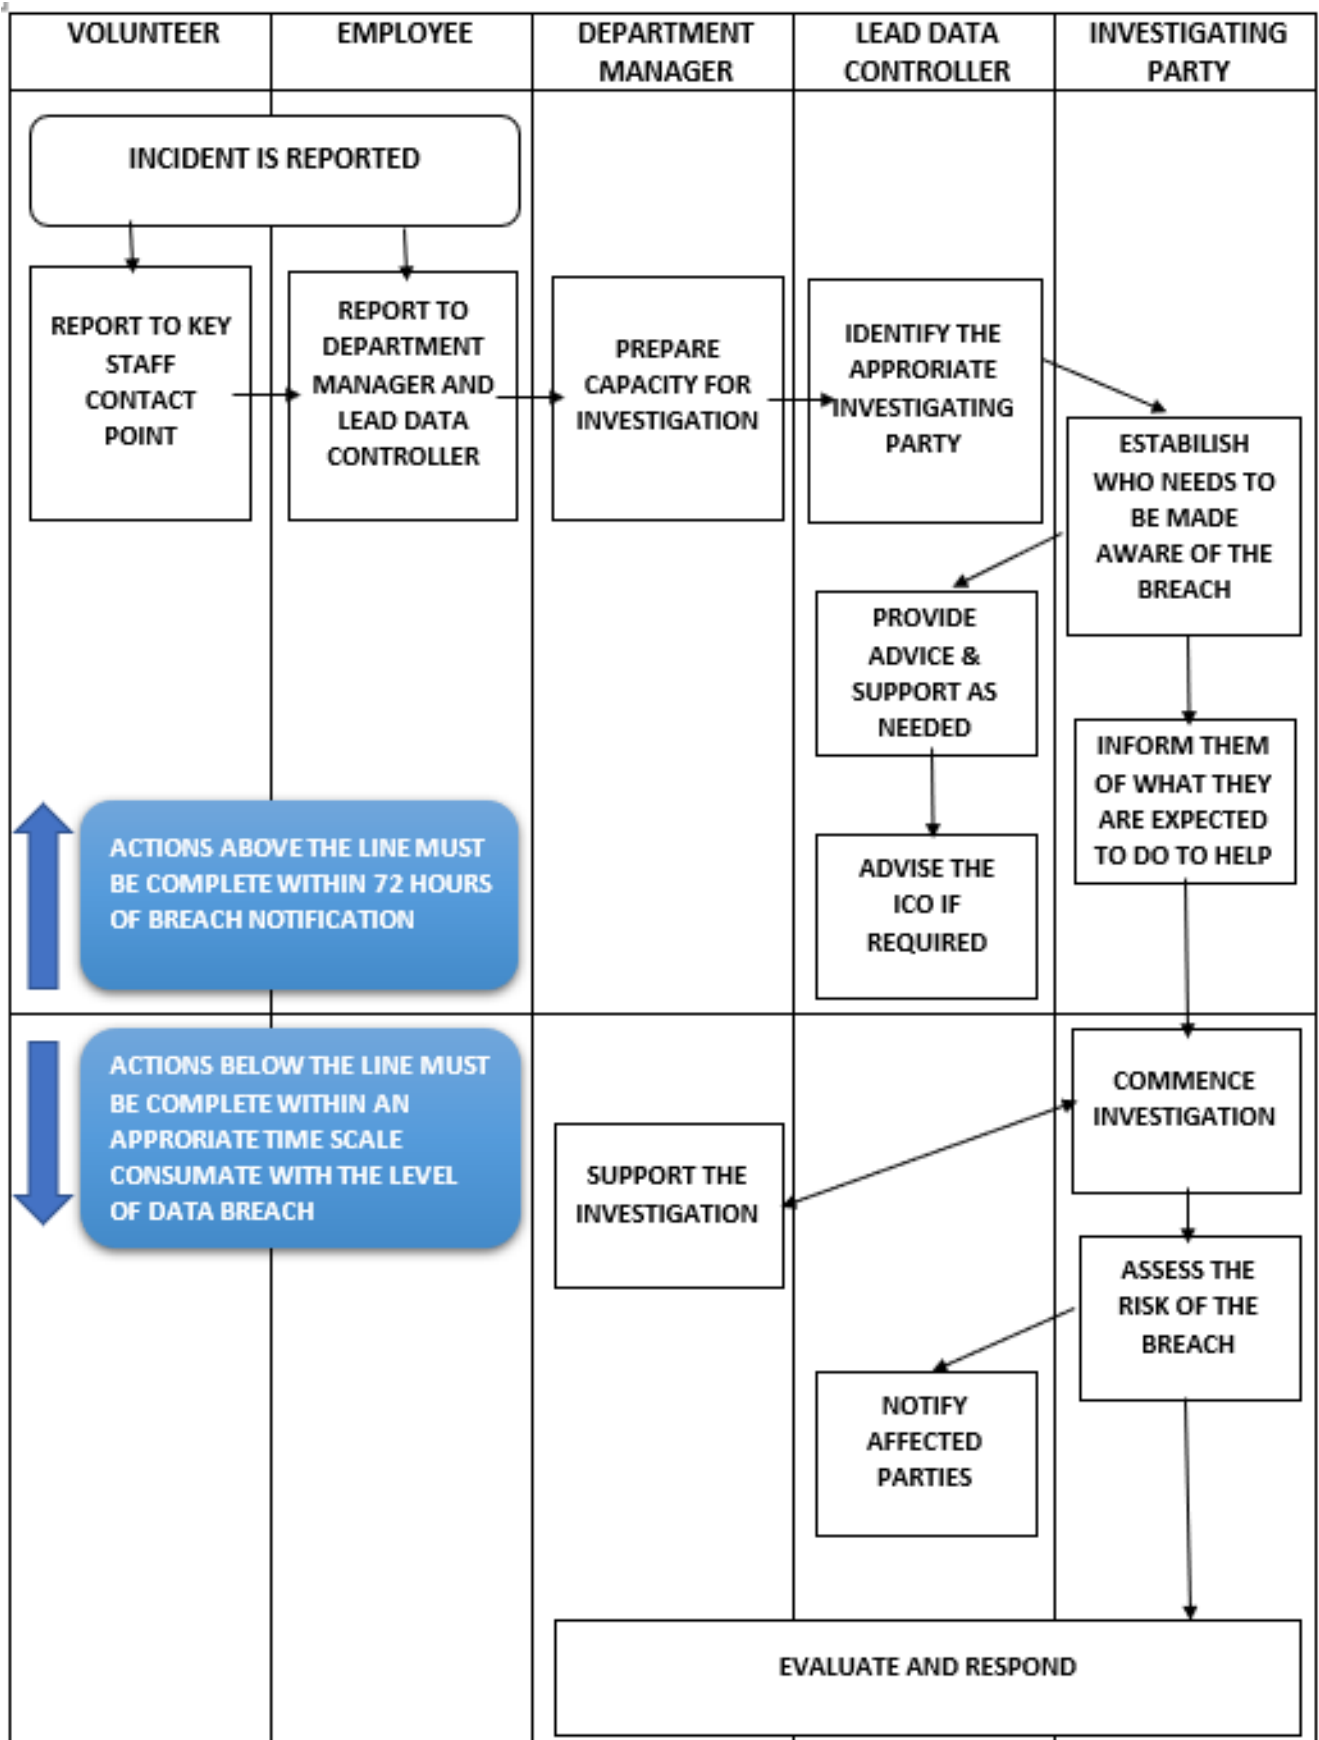 VOLUNTEER
EMPLOYEE
DEPARTMENT
MANAGER
LEAD DATA
CONTROLLER
INVESTIGATING
PARTY
INCIDENT IS REPORTED
REPORT TO KEY
STAFF
CONTACT
POINT
REPORT TO
DEPARTMENT
MANAGER AND
LEAD DATA
CONTROLLER
PREPARE
CAPACITY FOR
INVESTIGATION
IDENTIFY THE
APPRORIATE
INVESTIGATING
PARTY
ESTABILISH
WHO NEEDS TO
BE MADE
AWARE OF THE
BREACH
PROVIDE
ADVICE &
SUPPORT AS
NEEDED
INFORM THEM
OF WHAT THEY
ARE EXPECTED
TO DO TO HELP
ADVISE THE
ICO IF
REQUIRED
ACTIONS ABOVE THE LINE MUST
BE COMPLETE WITHIN 72 HOURS
OF BREACH NOTIFICATION
ACTIONS BELOW THE LINE MUST
BE COMPLETE WITHIN AN
APPRORIATE TIME SCALE
CONSUMATE WITH THE LEVEL
OF DATA BREACH
COMMENCE
INVESTIGATION
SUPPORT THE
INVESTIGATION
ASSESS THE
RISK OF THE
BREACH
NOTIFY
AFFECTED
PARTIES
EVALUATE AND RESPOND